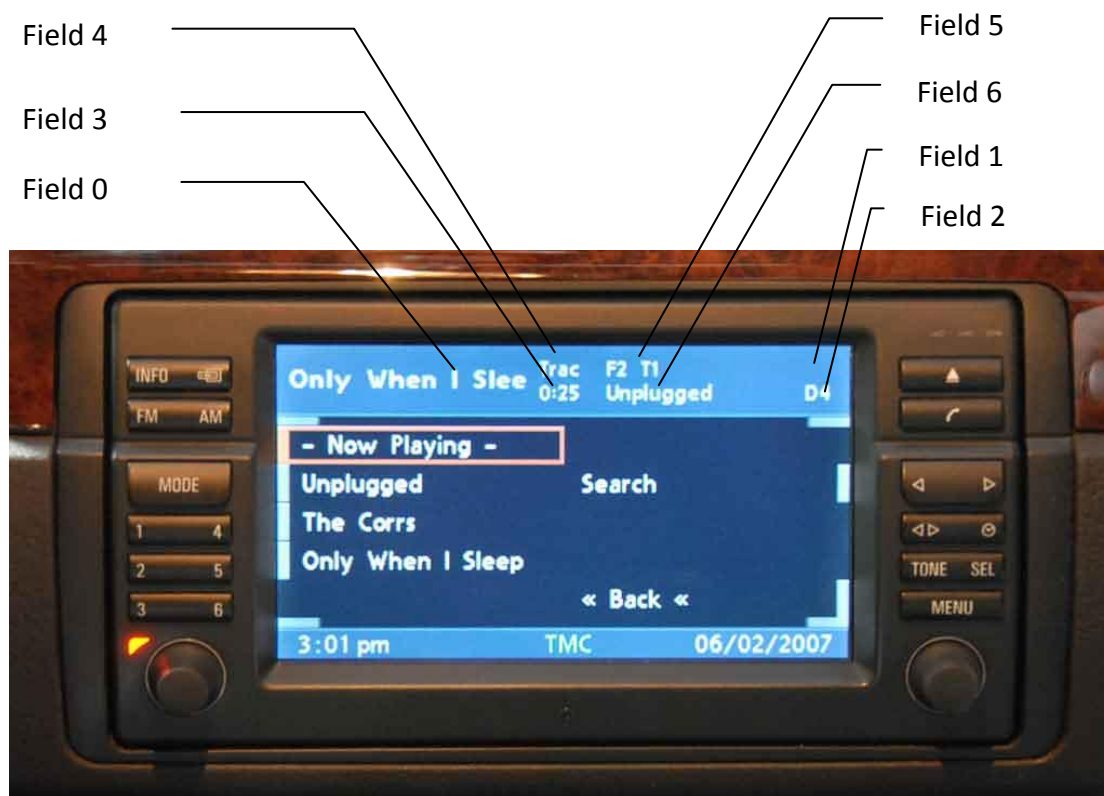 Field 4
Field 5
Field 3
Field 6
Field 0
Field 1
Field 2
Only When I Slee
Trac F2 T1
0:25 Unplugged D4
INFO
FM AM
MODE
1 4
2 5
3 6
- Now Playing -
Unplugged Search
The Corrs
Only When I Sleep
« Back «
3:01 pm TMC 06/02/2007
TONE SEL
MENU